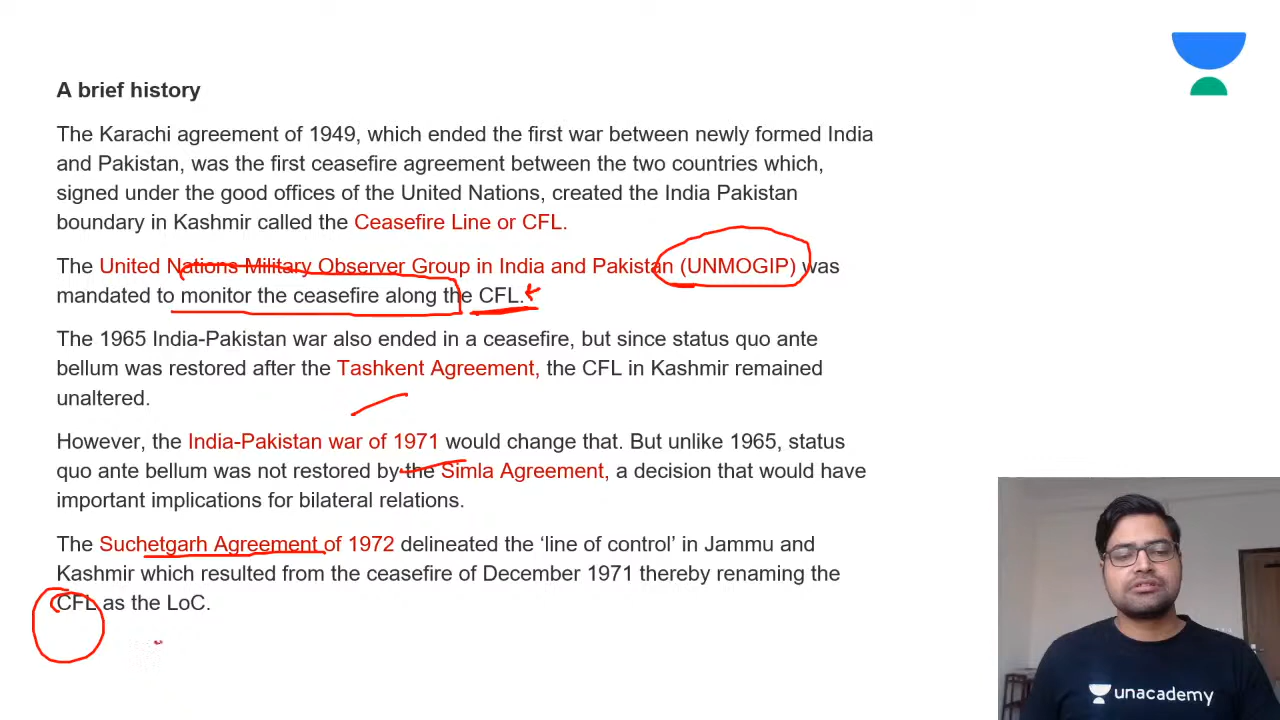 A brief history
The Karachi agreement of 1949, which ended the first war between newly formed India
and Pakistan, was the first ceasefire agreement between the two countries which,
signed under the good offices of the United Nations, created the India Pakistan
boundary in Kashmir called the Ceasefire Line or CFL.
The United Nations Military Observer Group in India and Pakistan (UNMOGIP) was
mandated to monitor the ceasefire along the CFL.
The 1965 India-Pakistan war also ended in a ceasefire, but since status quo ante
bellum was restored after the Tashkent Agreement, the CFL in Kashmir remained
unaltered.
However, the India-Pakistan war of 1971 would change that. But unlike 1965, status
quo ante bellum was not restored by the Simla Agreement, a decision that would have
important implications for bilateral relations.
The Suchetgarh Agreement of 1972 delineated the ‘line of control’ in Jammu and
Kashmir which resulted from the ceasefire of December 1971 thereby renaming the
CFL as the LoC.
unacademy